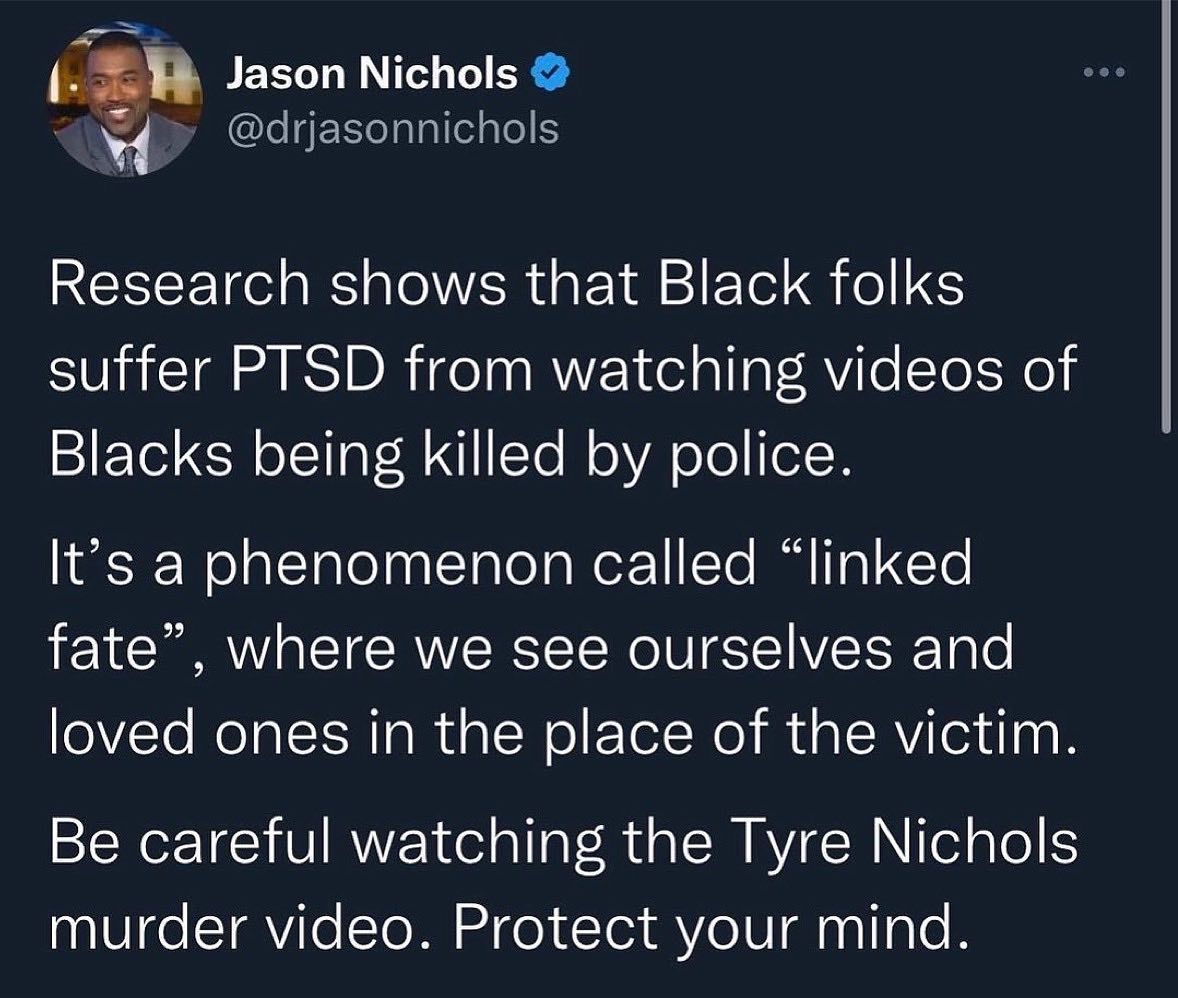 Jason Nichols
@drjasonnichols
Research shows that Black folks
suffer PTSD from watching videos of
Blacks being killed by police.
It’s a phenomenon called “linked
fate”, where we see ourselves and
loved ones in the place of the victim.
Be careful watching the Tyre Nichols
murder video. Protect your mind.